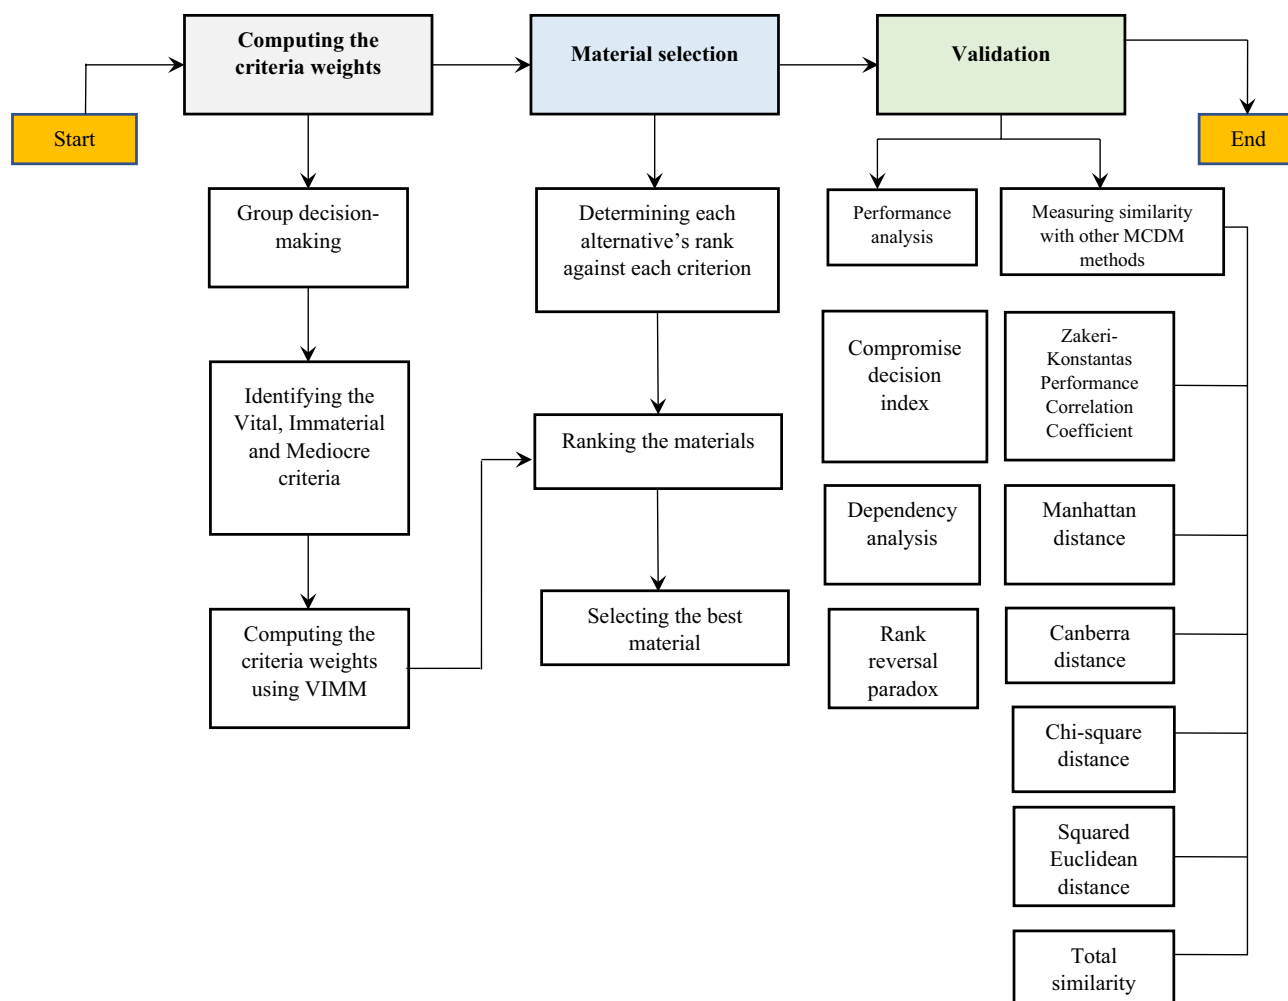 Computing the
criteria weights
Material selection
Validation
Start
End
Group decision-
making
Identifying the
Vital, Immaterial
and Mediocre
criteria
Computing the
criteria weights
using VIMM
Determining each
alternative’s rank
against each criterion
Ranking the materials
Selecting the best
material
Performance
analysis
Compromise
decision
index
Dependency
analysis
Rank
reversal
paradox
Measuring similarity
with other MCDM
methods
Zakeri-
Konstantas
Performance
Correlation
Coefficient
Manhattan
distance
Canberra
distance
Chi-square
distance
Squared
Euclidean
distance
Total
similarity